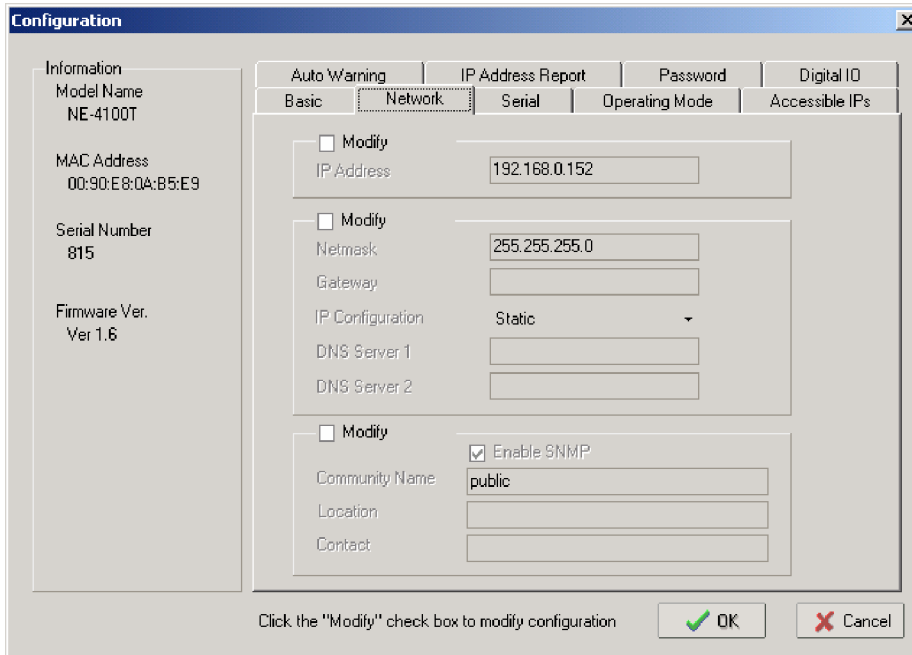 Configuration
Information
Model Name
NE-4100T
MAC Address
00:90:E8:0A:B5:E9
Serial Number
815
Firmware Ver.
Ver 1.6
Auto Warning IP Address Report Password Digital IO
Basic Network Serial Operating Mode Accessible IPs
Modify
IP Address 192.168.0.152
Modify
Netmask 255.255.255.0
Gateway
IP Configuration Static
DNS Server 1
DNS Server 2
Modify
Enable SNMP
Community Name public
Location
Contact
Click the "Modify" check box to modify configuration OK Cancel